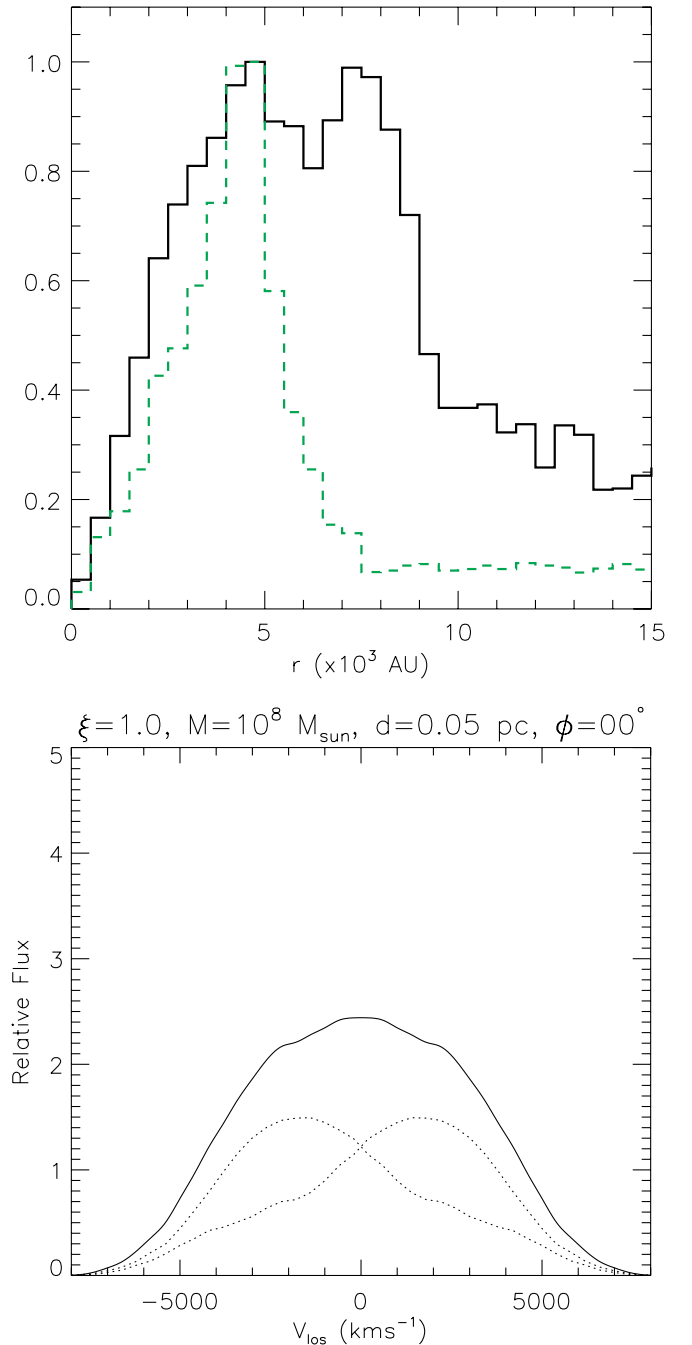 1.0
0.8
0.6
0.4
0.2
0.0
0 5 10 15
r (x10³ AU)
ξ=1.0, M=10⁸ M_sun, d=0.05 pc, ϕ=00°
5
4
3
2
1
0
Relative Flux
−5000 0 5000
V_los (kms⁻¹)